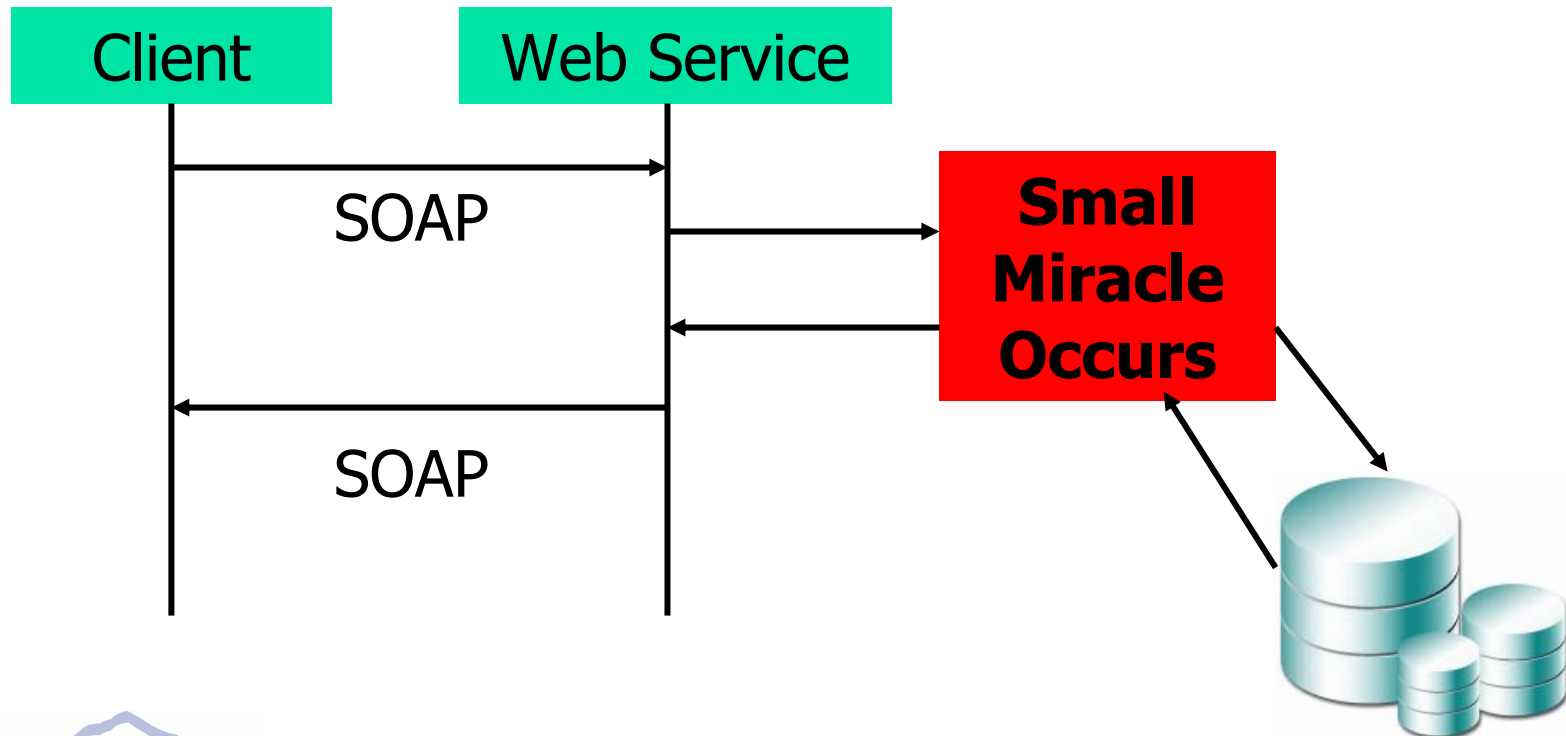 Client
Web Service
SOAP
Small
Miracle
Occurs
SOAP